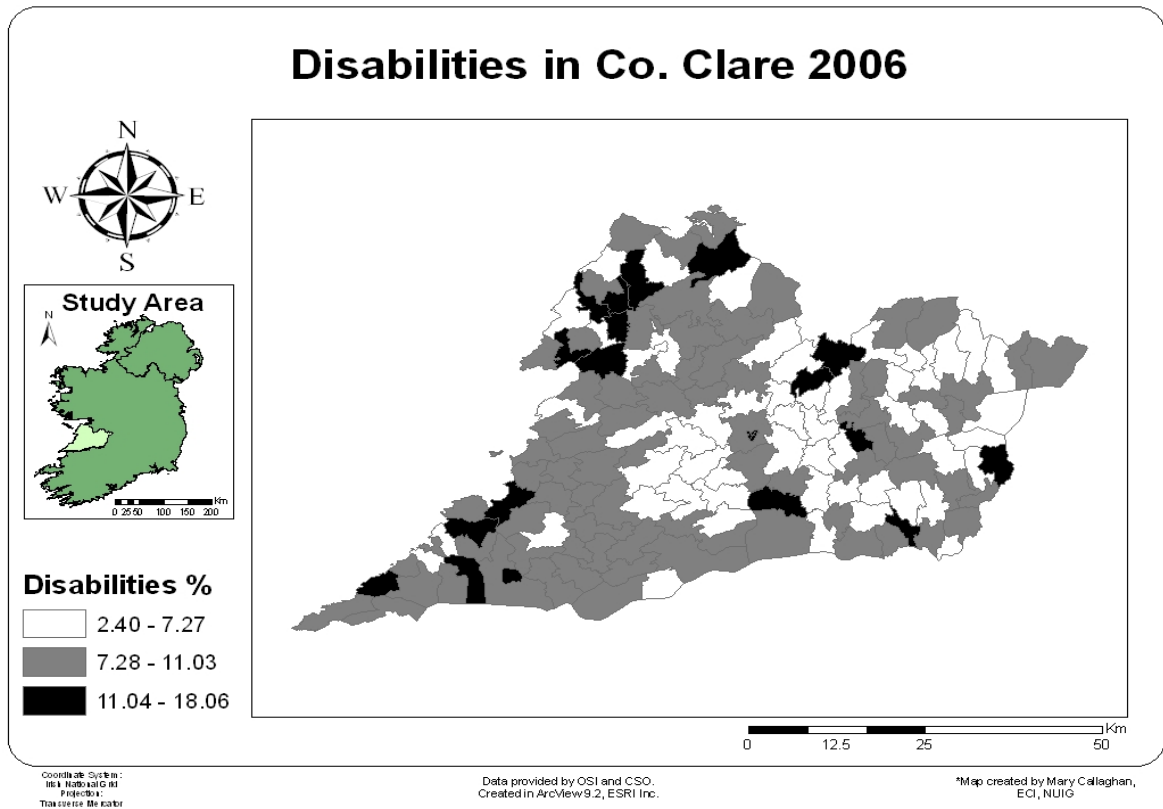 Disabilities in Co. Clare 2006
N
W E
S
Study Area
N
Km
0 25 50 100 150 200
Disabilities %
2.40 - 7.27
7.28 - 11.03
11.04 - 18.06
Km
0 12.5 25 50
Coordinate System:
Irish National Grid
Projection:
Transverse Mercator
Data provided by OSI and CSO.
Created in ArcView 9.2, ESRI Inc.
*Map created by Mary Callaghan,
ECI, NUIG